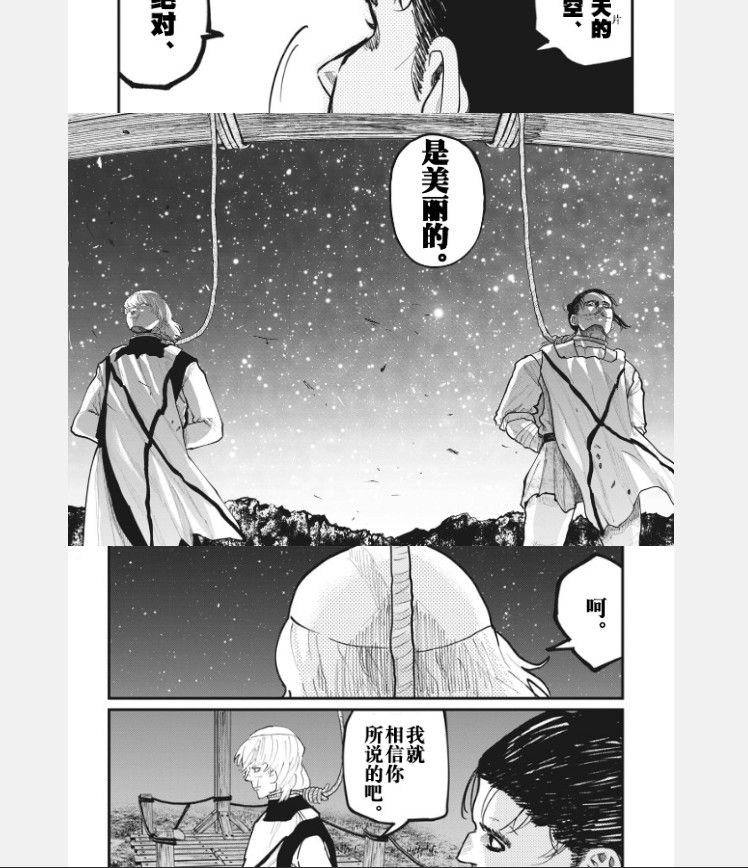 天的
空、
绝对、
是美丽的。
呵。
我就
相信你
所说的吧。